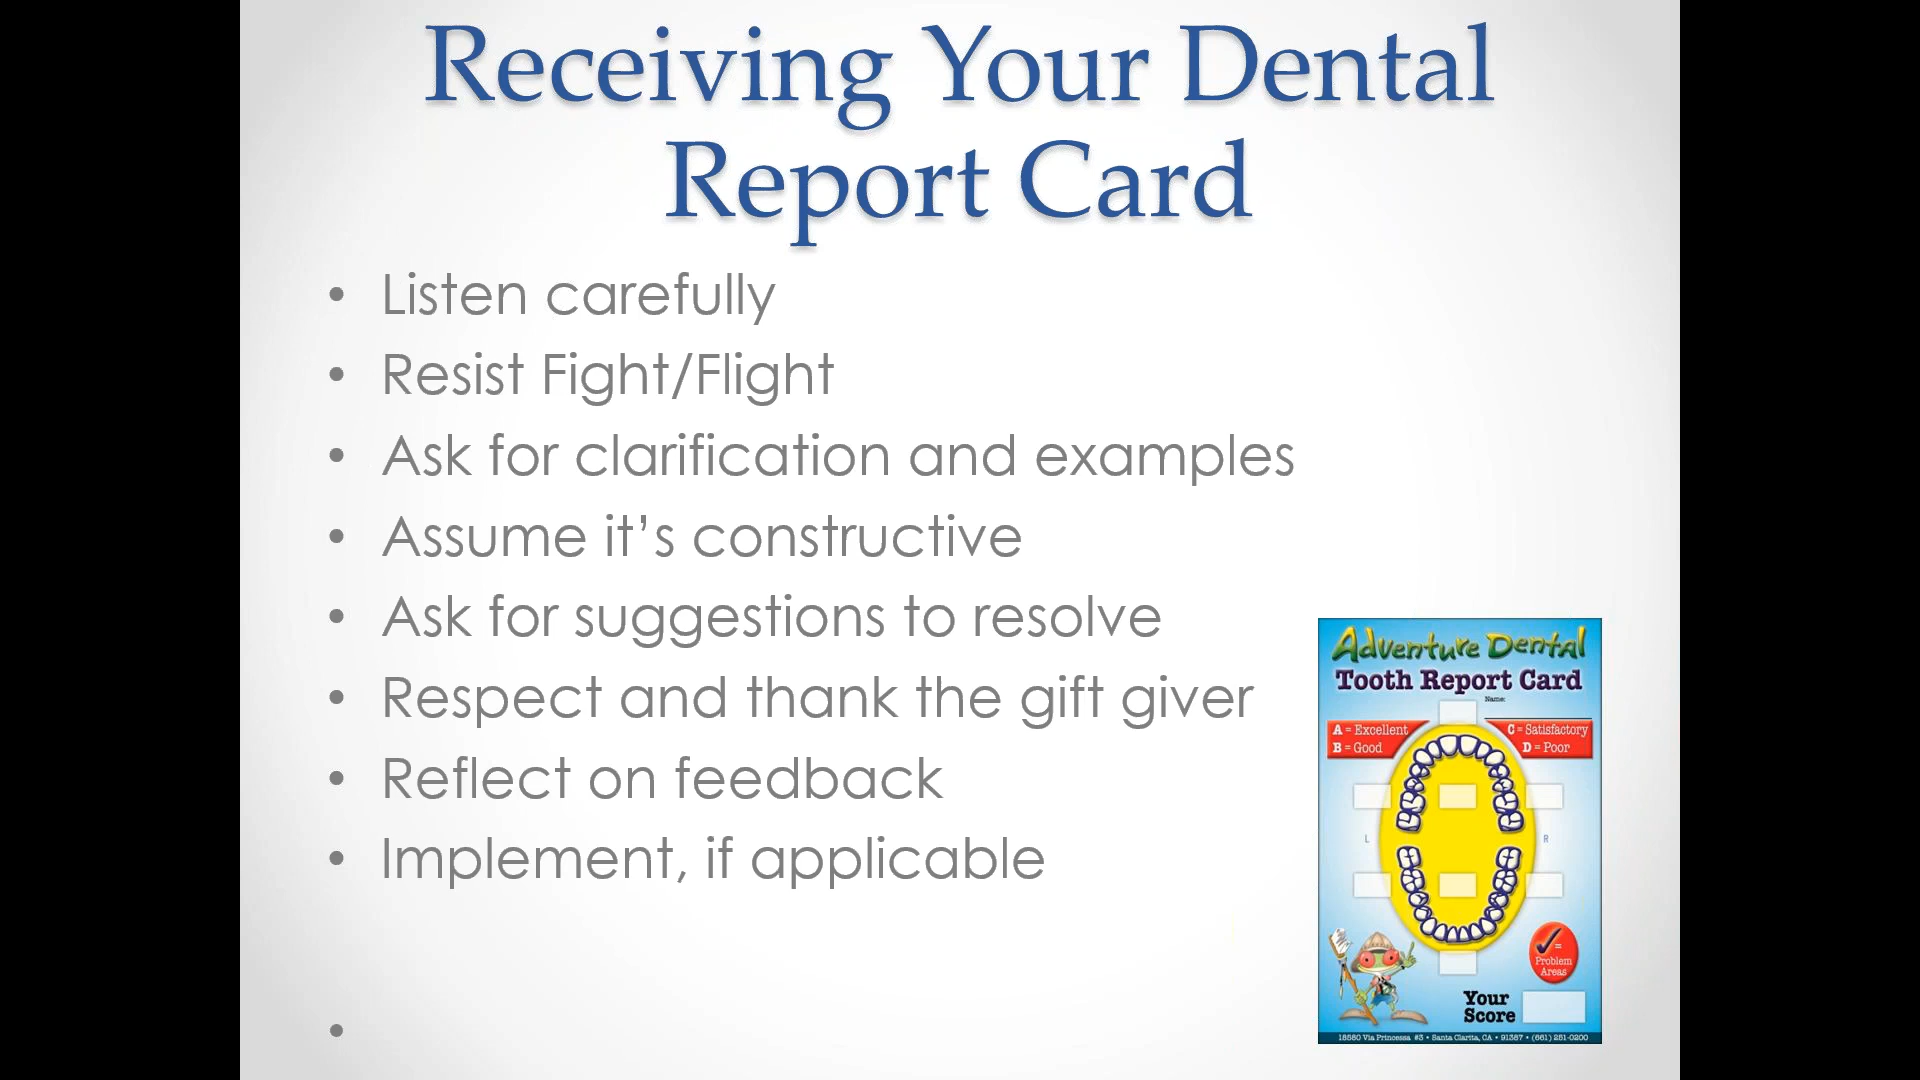 Receiving Your Dental
Report Card
• Listen carefully
• Resist Fight/Flight
• Ask for clarification and examples
• Assume it’s constructive
• Ask for suggestions to resolve
• Respect and thank the gift giver
• Reflect on feedback
• Implement, if applicable
•
Adventure Dental
Tooth Report Card
Name:
A = Excellent
B = Good
C = Satisfactory
D = Poor
L
R
✓ =
Problem
Areas
Your
Score
18580 Via Princessa #3 • Santa Clarita, CA • 91387 • (661) 251-0200